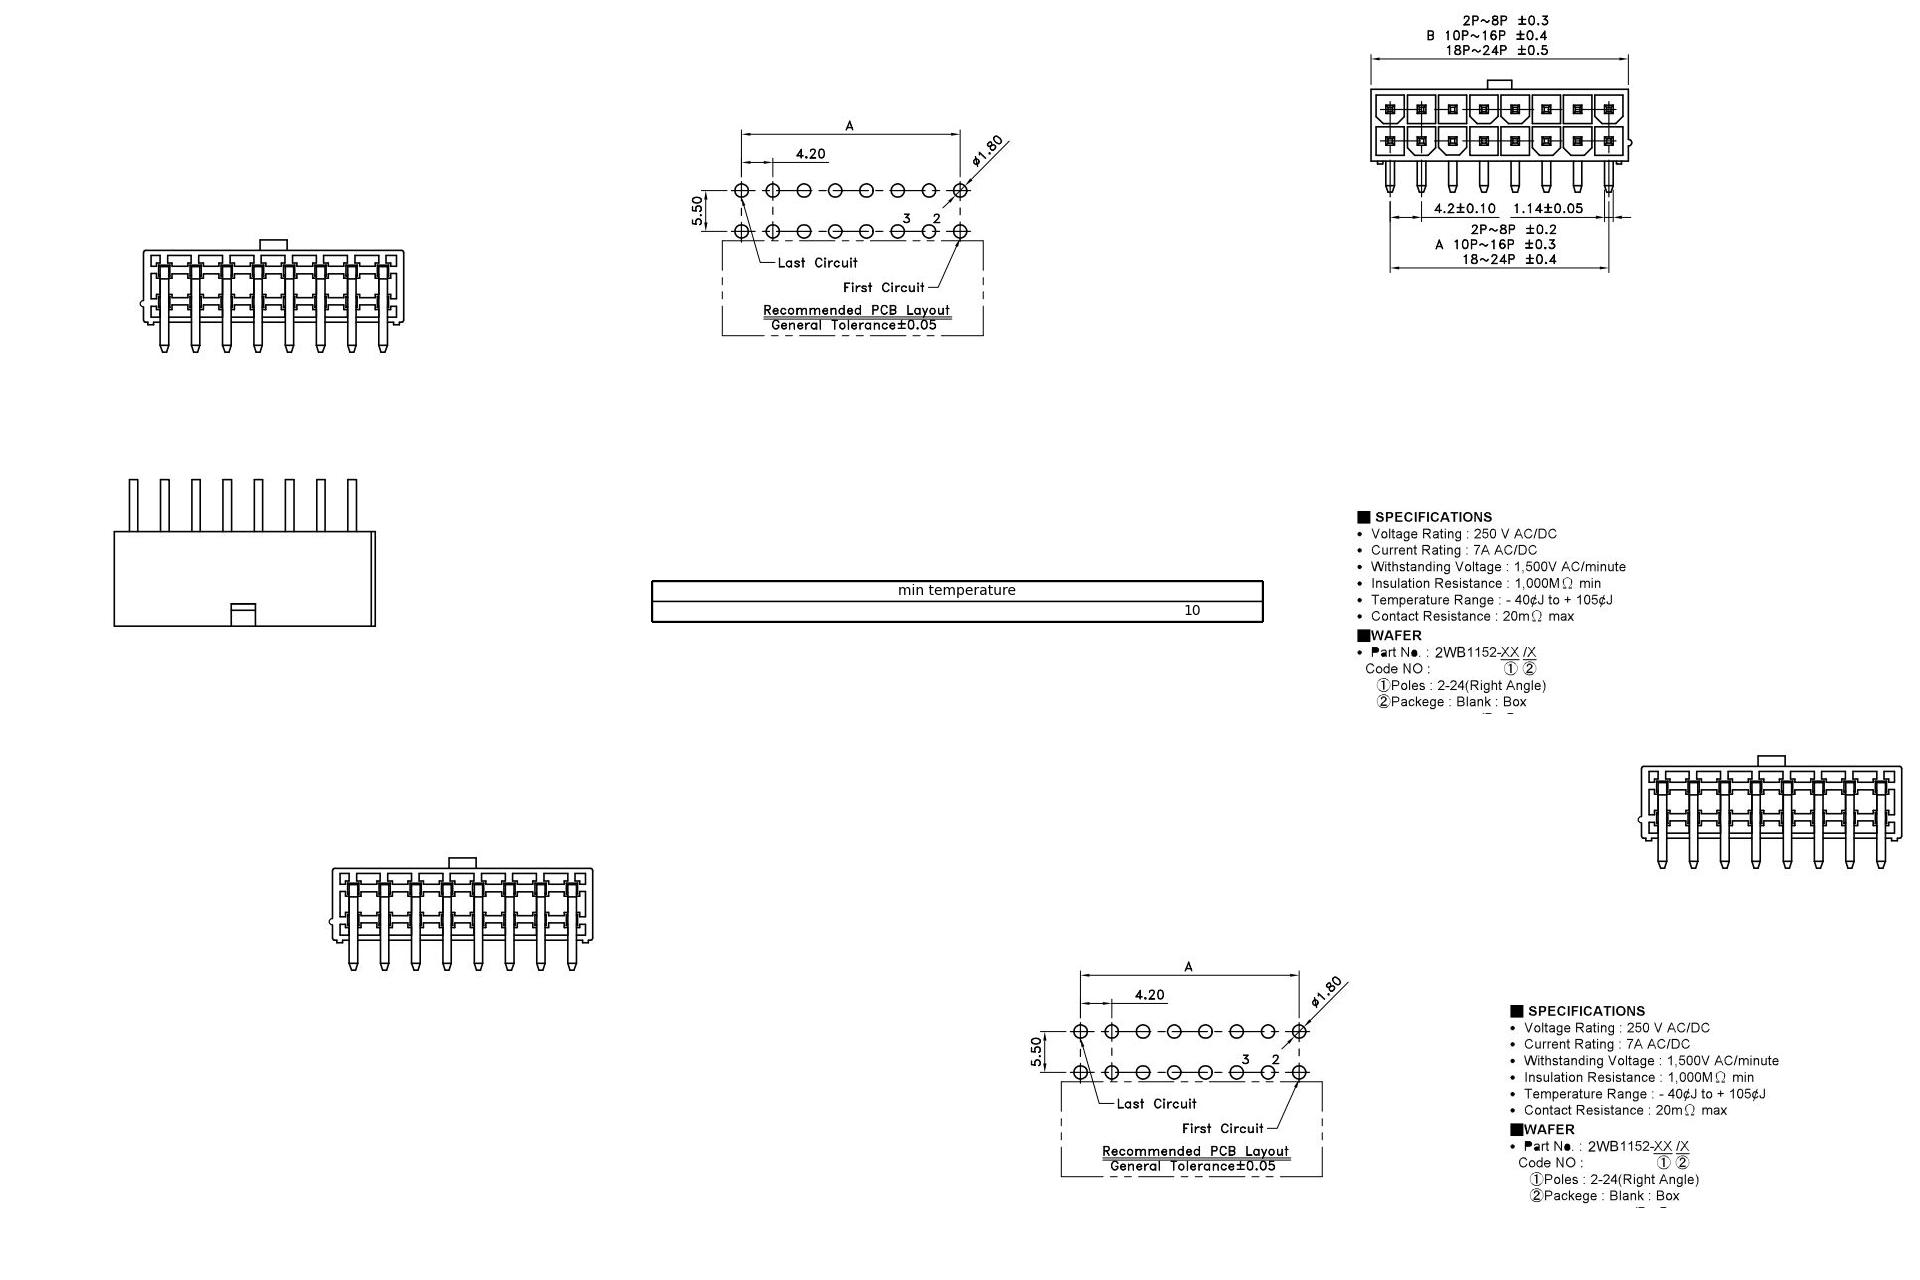 2P~8P ±0.3
B 10P~16P ±0.4
18P~24P ±0.5
4.2±0.10 1.14±0.05
2P~8P ±0.2
A 10P~16P ±0.3
18~24P ±0.4
A
4.20
ø1.80
5.50
3 2
Last Circuit
First Circuit
Recommended PCB Layout
General Tolerance±0.05
min temperature
10
■ SPECIFICATIONS
• Voltage Rating : 250 V AC/DC
• Current Rating : 7A AC/DC
• Withstanding Voltage : 1,500V AC/minute
• Insulation Resistance : 1,000MΩ min
• Temperature Range : - 40¢J to + 105¢J
• Contact Resistance : 20mΩ max
■WAFER
• Part No. : 2WB1152-XX /X
Code NO : ① ②
①Poles : 2-24(Right Angle)
②Packege : Blank : Box
A
4.20
ø1.80
5.50
3 2
Last Circuit
First Circuit
Recommended PCB Layout
General Tolerance±0.05
■ SPECIFICATIONS
• Voltage Rating : 250 V AC/DC
• Current Rating : 7A AC/DC
• Withstanding Voltage : 1,500V AC/minute
• Insulation Resistance : 1,000MΩ min
• Temperature Range : - 40¢J to + 105¢J
• Contact Resistance : 20mΩ max
■WAFER
• Part No. : 2WB1152-XX /X
Code NO : ① ②
①Poles : 2-24(Right Angle)
②Packege : Blank : Box